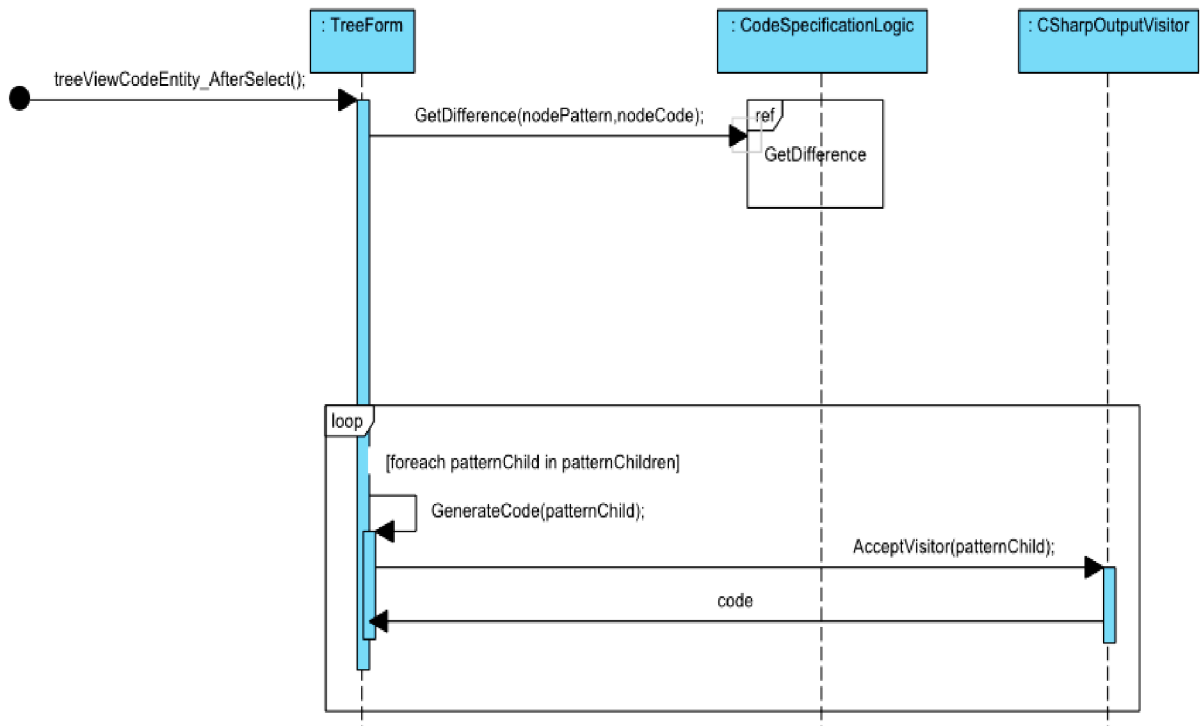 : TreeForm
: CodeSpecificationLogic
: CSharpOutputVisitor
treeViewCodeEntity_AfterSelect();
GetDifference(nodePattern,nodeCode);
ref
GetDifference
loop
[foreach patternChild in patternChildren]
GenerateCode(patternChild);
AcceptVisitor(patternChild);
code